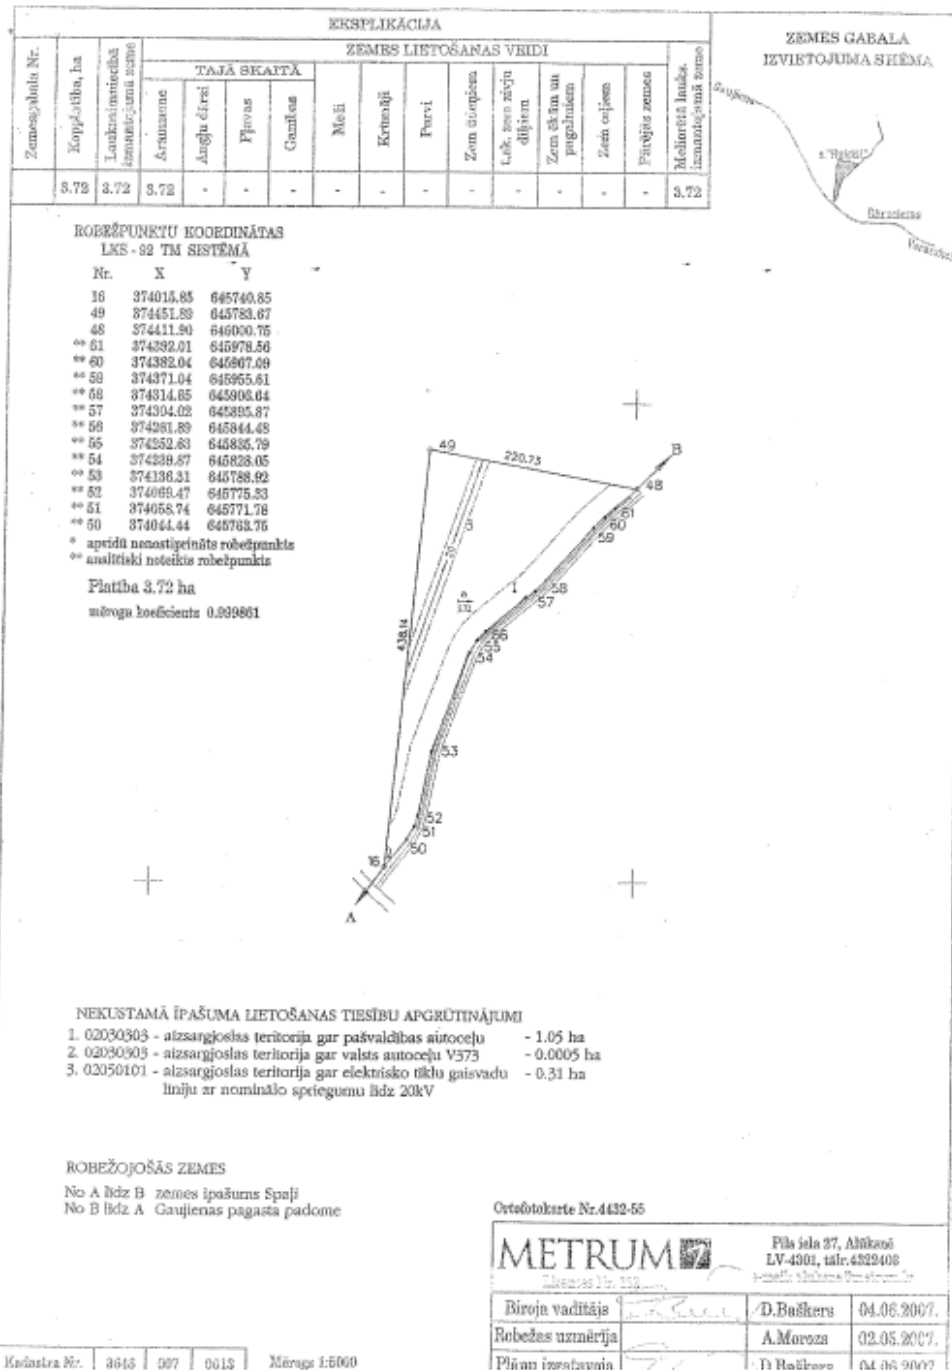 EKSPLIKĀCIJA
ZEMES LIETOŠANAS VEIDI
TAJĀ SKAITĀ
Zemesgabala Nr.
Kopplatība, ha
Lauksaimniecībā izmantojamā zeme
Aramzeme
Augļu dārzi
Pļavas
Ganības
Meži
Krūmāji
Purvi
Zem ūdeņiem
t.sk. zem zivju dīķiem
Zem ēkām un pagalmiem
Zem ceļiem
Pārējās zemes
Meliorētā lauks. izmantojamā zeme
3.72 3.72 3.72 - - - - - - - - - - - 3.72
ZEMES GABALA
IZVIETOJUMA SHĒMA
ROBEŽPUNKTU KOORDINĀTAS
LKS - 92 TM SISTĒMĀ
Nr. X Y
16 374015.85 645740.85
49 374451.89 645783.67
48 374411.90 646000.75
** 61 374392.01 645978.56
** 60 374382.04 645967.09
** 59 374371.04 645955.61
** 58 374314.85 645906.64
** 57 374304.02 645895.87
** 56 374261.89 645844.48
** 55 374252.63 645835.79
** 54 374239.87 645828.05
** 53 374136.31 645788.92
** 52 374069.47 645775.33
** 51 374058.74 645771.78
** 50 374044.44 645763.75
* apvidū nenostiprināts robežpunkts
** analītiski noteikts robežpunkts
Platība 3.72 ha
mēroga koeficients 0.999861
49
220.73
B
48
61
60
59
3
20
58
57
1
56
55
54
438.14
53
52
51
50
16
A
NEKUSTAMĀ ĪPAŠUMA LIETOŠANAS TIESĪBU APGRŪTINĀJUMI
1. 02030303 - aizsargjoslas teritorija gar pašvaldības autoceļu - 1.05 ha
2. 02030303 - aizsargjoslas teritorija gar valsts autoceļu V373 - 0.0005 ha
3. 02050101 - aizsargjoslas teritorija gar elektrisko tīklu gaisvadu - 0.31 ha
līniju ar nominālo spriegumu līdz 20kV
ROBEŽOJOŠĀS ZEMES
No A līdz B zemes īpašums Spaļi
No B līdz A Gaujienas pagasta padome
Ortofotokarte Nr.4432-55
METRUM
Pils iela 27, Alūksnē
LV-4301, tālr.4322408
Biroja vadītājs D.Baškers 04.06.2007.
Robežas uzmērīja A.Morozs 02.05.2007.
Plānu izgatavoja D.Baškers 04.06.2007.
Kadastra Nr. 3646 007 0013 Mērogs 1:5000